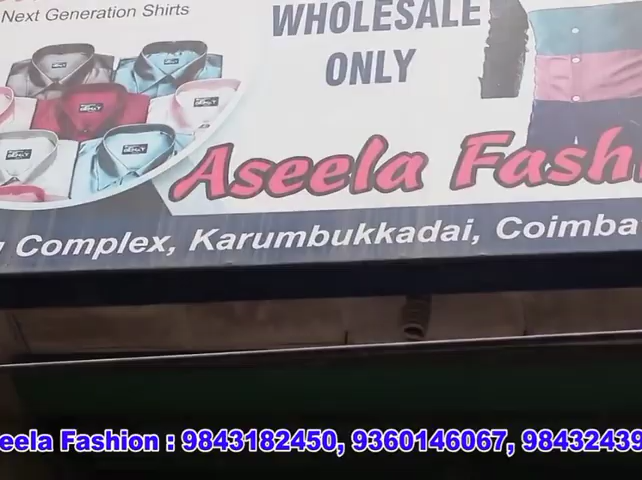 Next Generation Shirts
WHOLESALE
ONLY
Aseela Fash
Complex, Karumbukkadai, Coimba
eela Fashion : 9843182450, 9360146067, 98432439